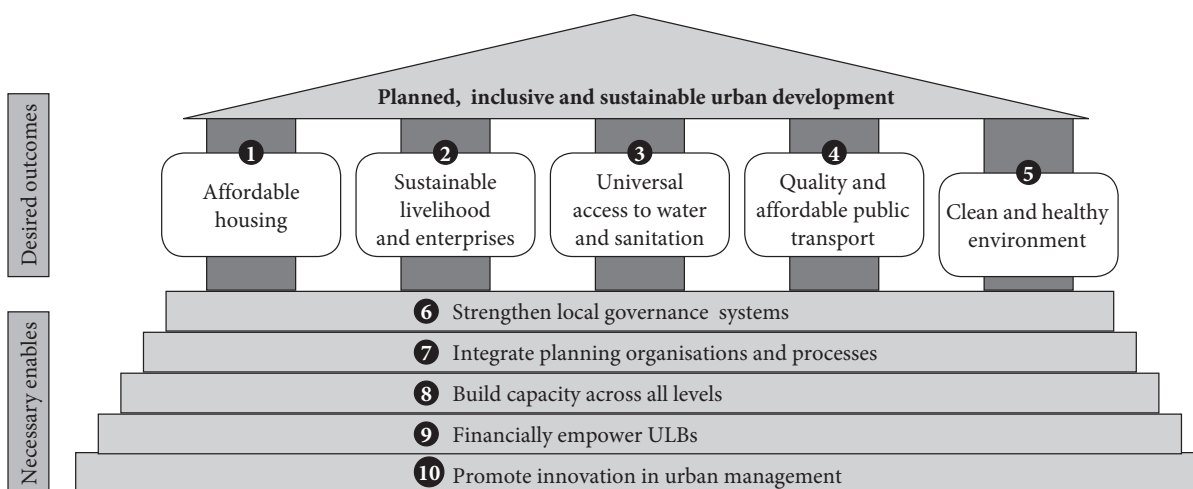 Planned, inclusive and sustainable urban development
Desired outcomes
1
Affordable
housing
2
Sustainable
livelihood
and enterprises
3
Universal
access to water
and sanitation
4
Quality and
affordable public
transport
5
Clean and healthy
environment
Necessary enables
6 Strengthen local governance systems
7 Integrate planning organisations and processes
8 Build capacity across all levels
9 Financially empower ULBs
10 Promote innovation in urban management